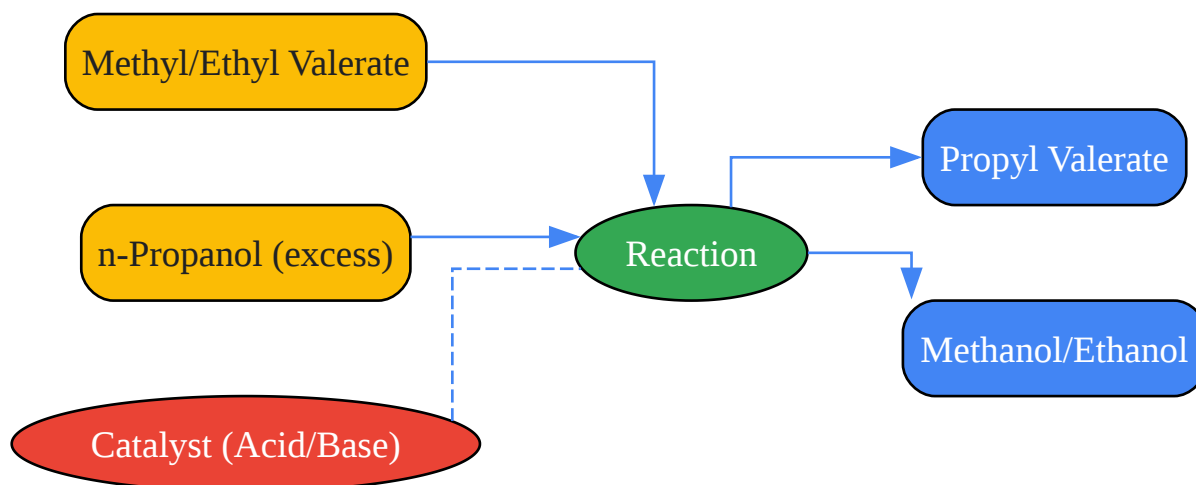 Methyl/Ethyl Valerate
Propyl Valerate
n-Propanol (excess)
Reaction
Methanol/Ethanol
Catalyst (Acid/Base)